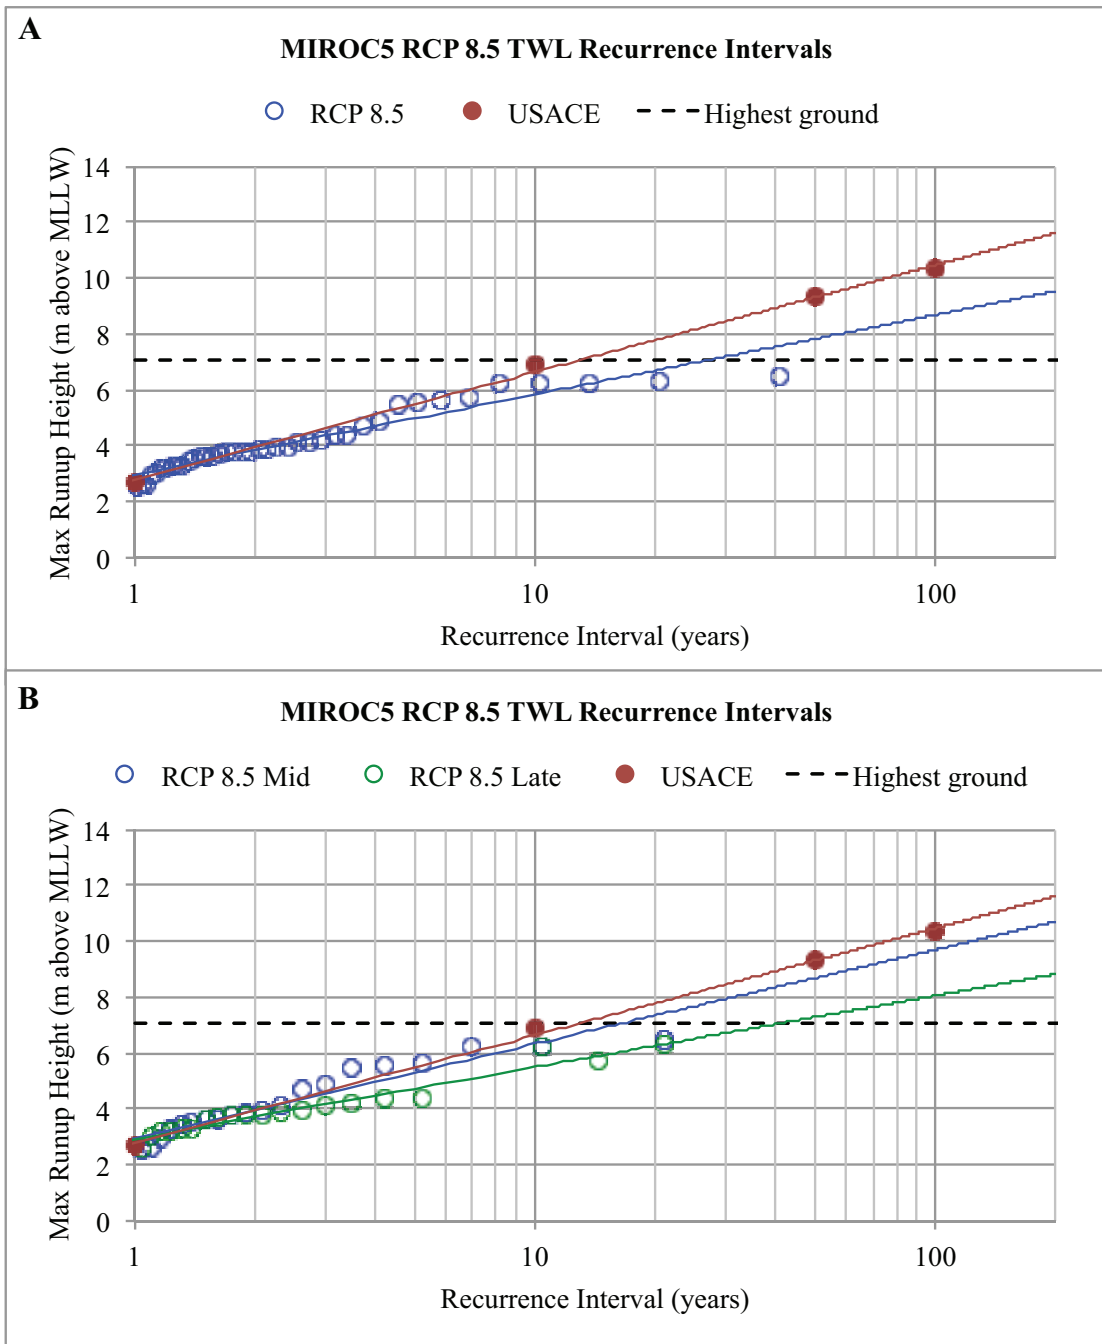 A
MIROC5 RCP 8.5 TWL Recurrence Intervals
RCP 8.5 USACE Highest ground
Max Runup Height (m above MLLW)
14
12
10
8
6
4
2
0
1 10 100
Recurrence Interval (years)
B
MIROC5 RCP 8.5 TWL Recurrence Intervals
RCP 8.5 Mid RCP 8.5 Late USACE Highest ground
Max Runup Height (m above MLLW)
14
12
10
8
6
4
2
0
1 10 100
Recurrence Interval (years)